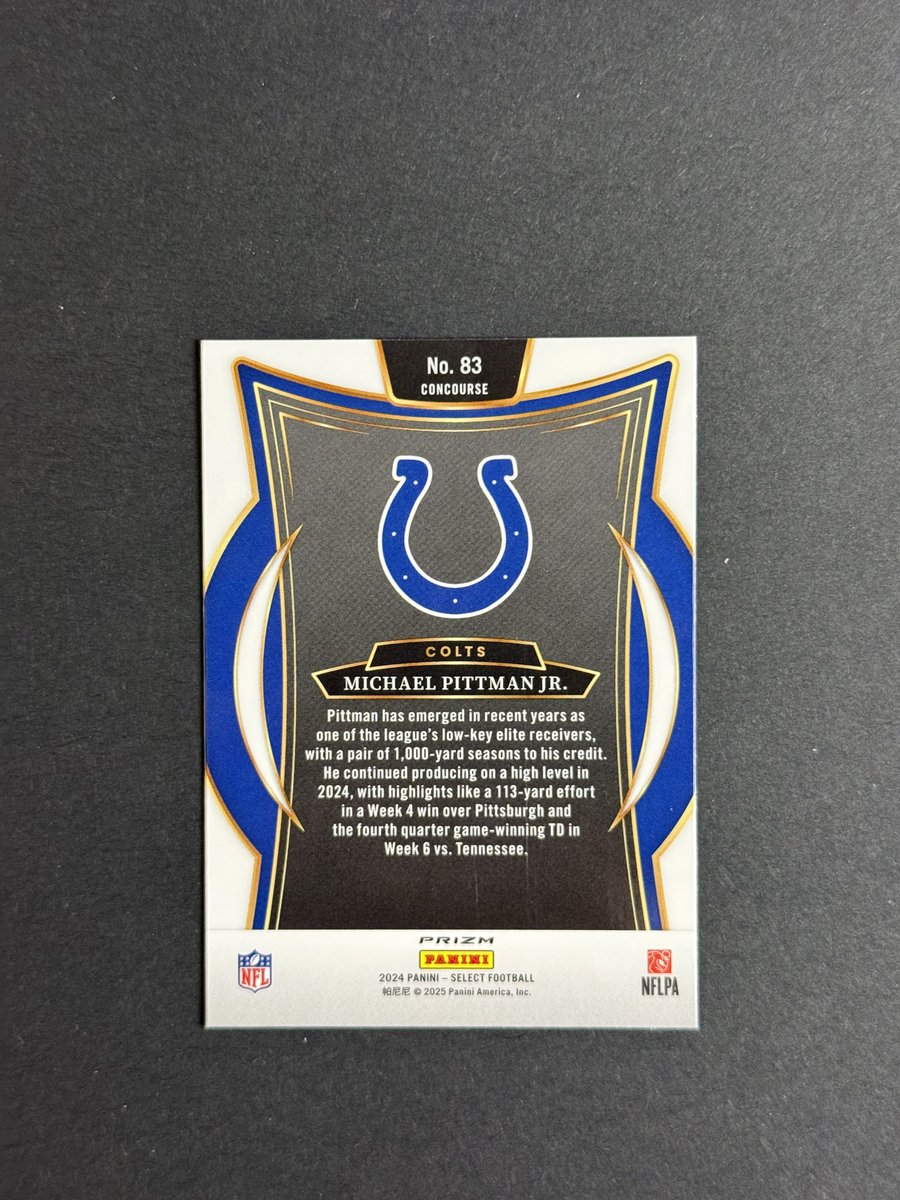 No. 83
CONCOURSE
COLTS
MICHAEL PITTMAN JR.
Pittman has emerged in recent years as
one of the league's low-key elite receivers,
with a pair of 1,000-yard seasons to his credit.
He continued producing on a high level in
2024, with highlights like a 113-yard effort
in a Week 4 win over Pittsburgh and
the fourth quarter game-winning TD in
Week 6 vs. Tennessee.
PRIZM
PANINI
NFL
2024 PANINI – SELECT FOOTBALL
帕尼尼 © 2025 Panini America, Inc.
NFLPA